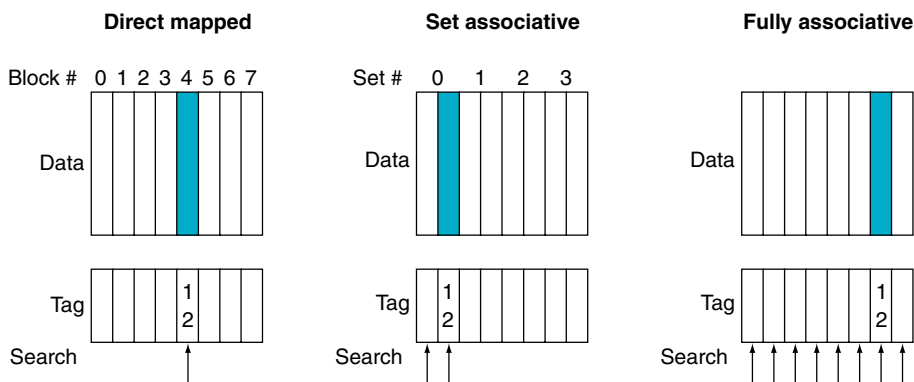 Direct mapped
Set associative
Fully associative
Block # 0 1 2 3 4 5 6 7
Set # 0 1 2 3
Data
Data
Data
Tag
1
2
Tag
1
2
Tag
1
2
Search
Search
Search